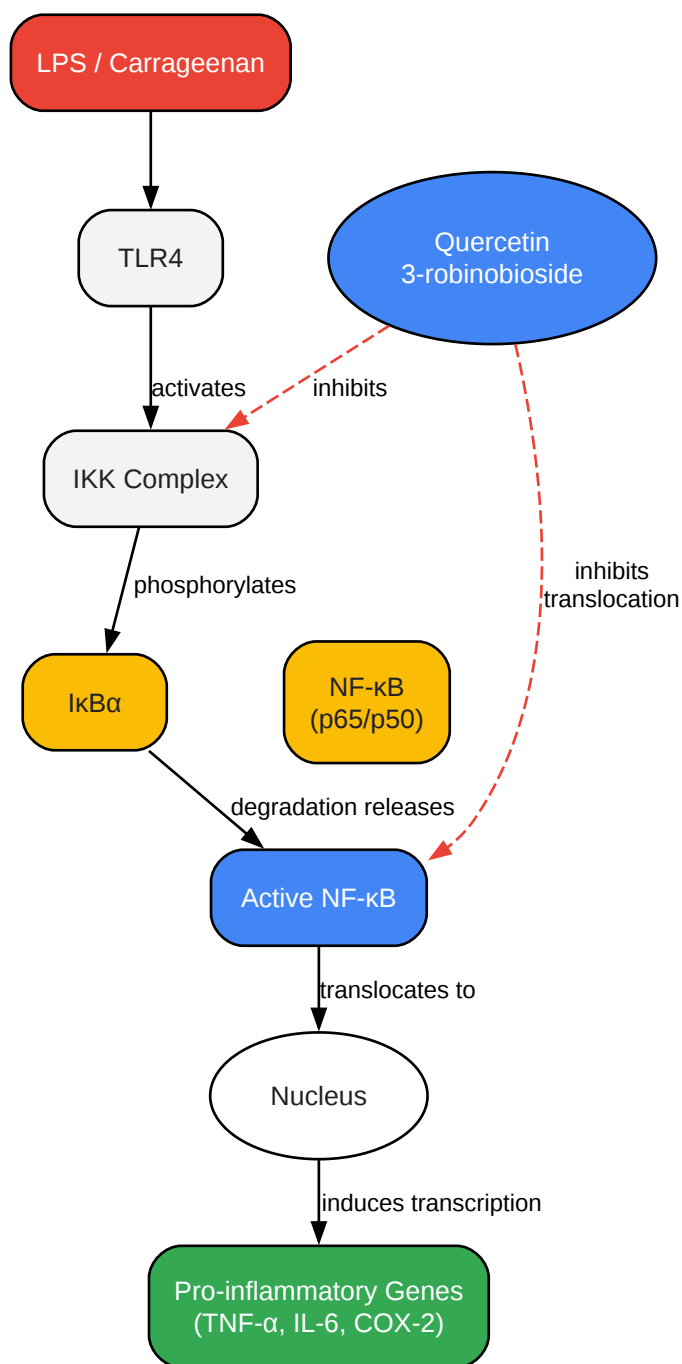 LPS / Carrageenan
TLR4
Quercetin
3-robinobioside
activates
inhibits
IKK Complex
phosphorylates
inhibits
translocation
IκBα
NF-κB
(p65/p50)
degradation releases
Active NF-κB
translocates to
Nucleus
induces transcription
Pro-inflammatory Genes
(TNF-α, IL-6, COX-2)